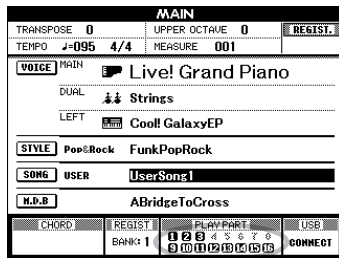 MAIN
TRANSPOSE 0 UPPER OCTAVE 0 REGIST.
TEMPO ♩=095 4/4 MEASURE 001
VOICE MAIN Live! Grand Piano
DUAL Strings
LEFT Cool! GalaxyEP
STYLE Pop&Rock FunkPopRock
SONG USER UserSong1
M.D.B ABridgeToCross
CHORD REGIST PLAY PART USB
BANK: 1 1 2 3 4 5 6 7 8 CONNECT
9 10 11 12 13 14 15 16